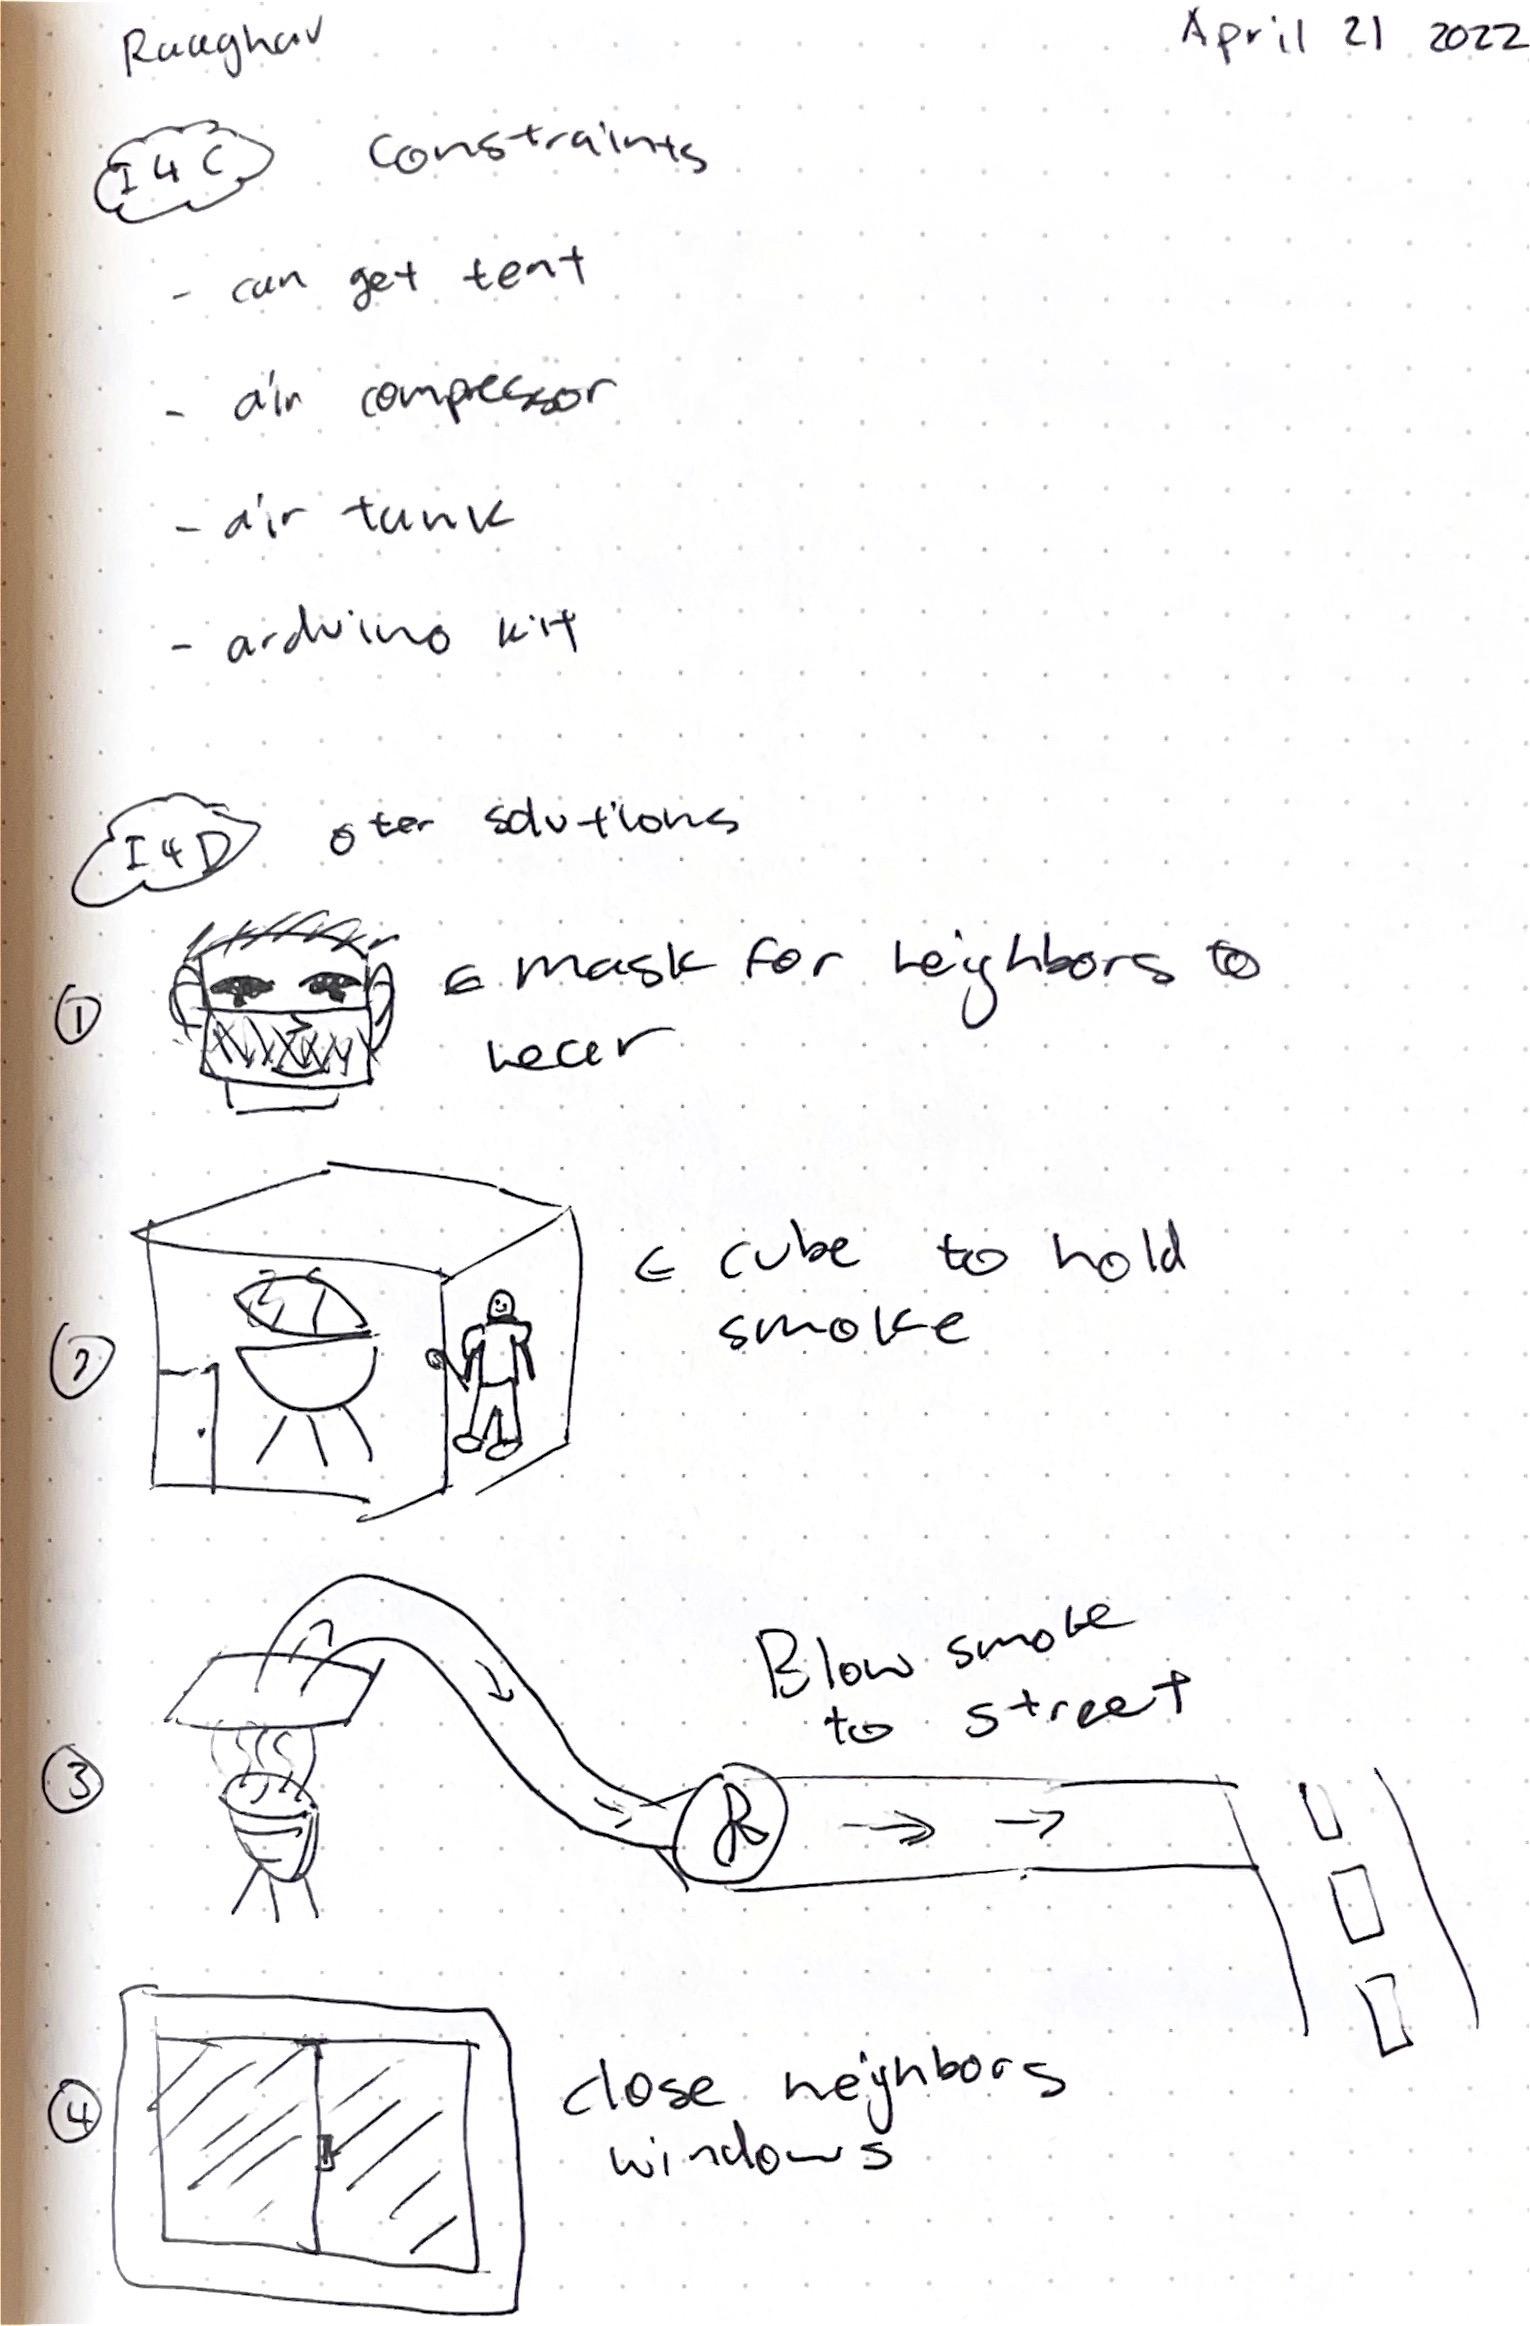 Raaghav April 21 2022
I4C constraints
- can get tent
- air compressor
- air tank
- arduino kit
I4D oter solutions
1 ← mask for neighbors to
wear
2 ← cube to hold
smoke
3 Blow smoke
to street
4 close neighbors
windows